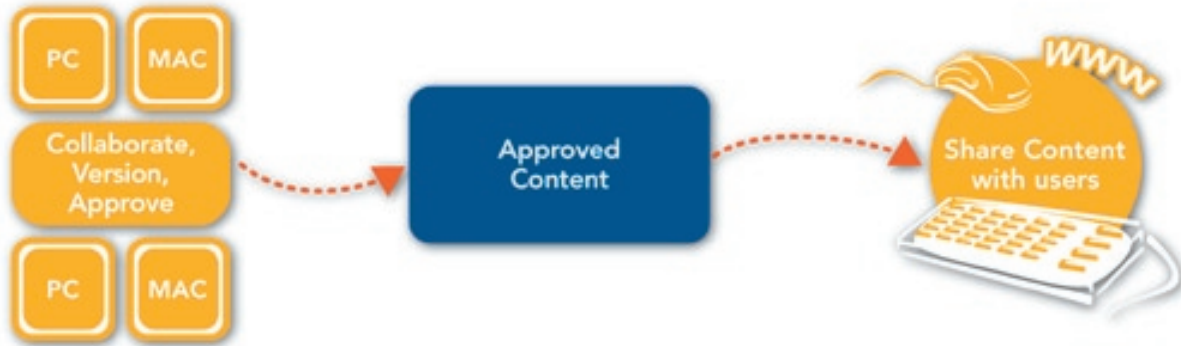 PC
MAC
Collaborate,
Version,
Approve
PC
MAC
Approved
Content
WWW
Share Content
with users